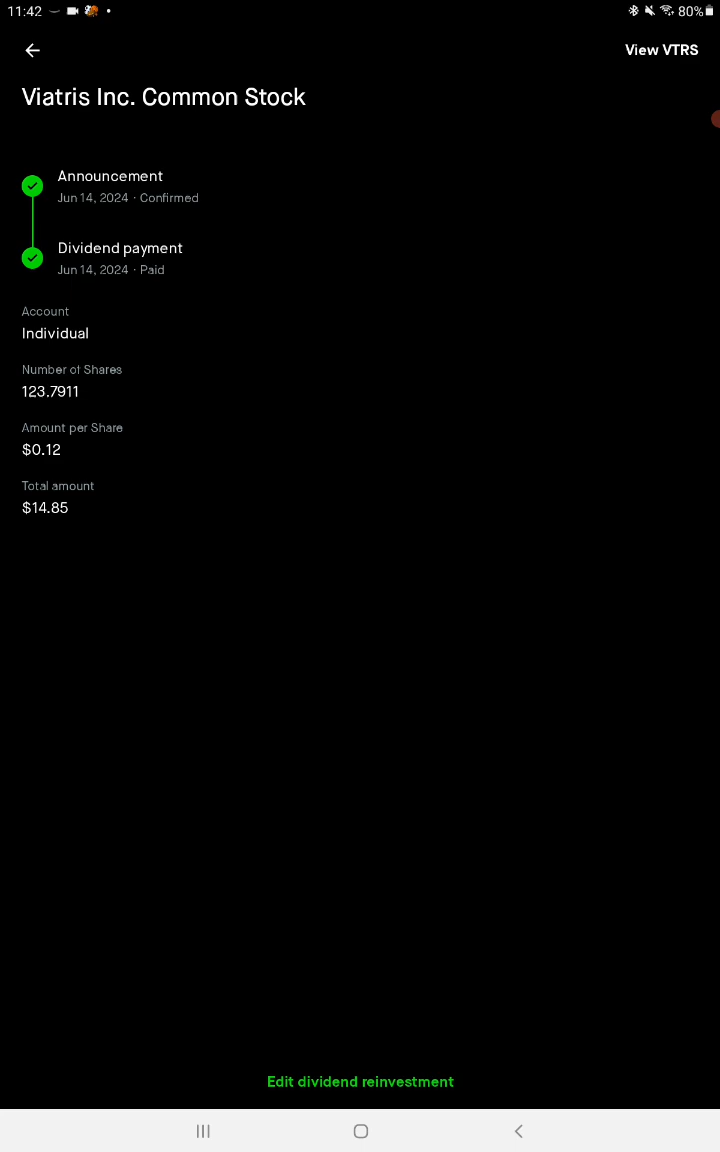 11:42
80%
View VTRS
Viatris Inc. Common Stock
Announcement
Jun 14, 2024 · Confirmed
Dividend payment
Jun 14, 2024 · Paid
Account
Individual
Number of Shares
123.7911
Amount per Share
$0.12
Total amount
$14.85
Edit dividend reinvestment